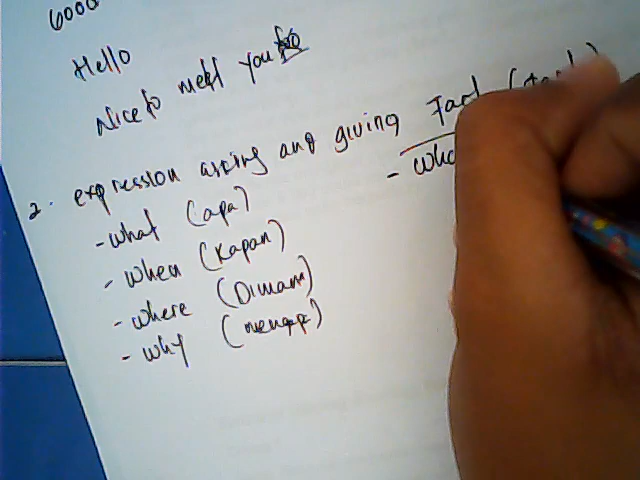 Hello
Nice to meet you
2. expression asking and giving Fact
- what (apa)
- when (Kapan)
- where (Dimana)
- why (mengapa)